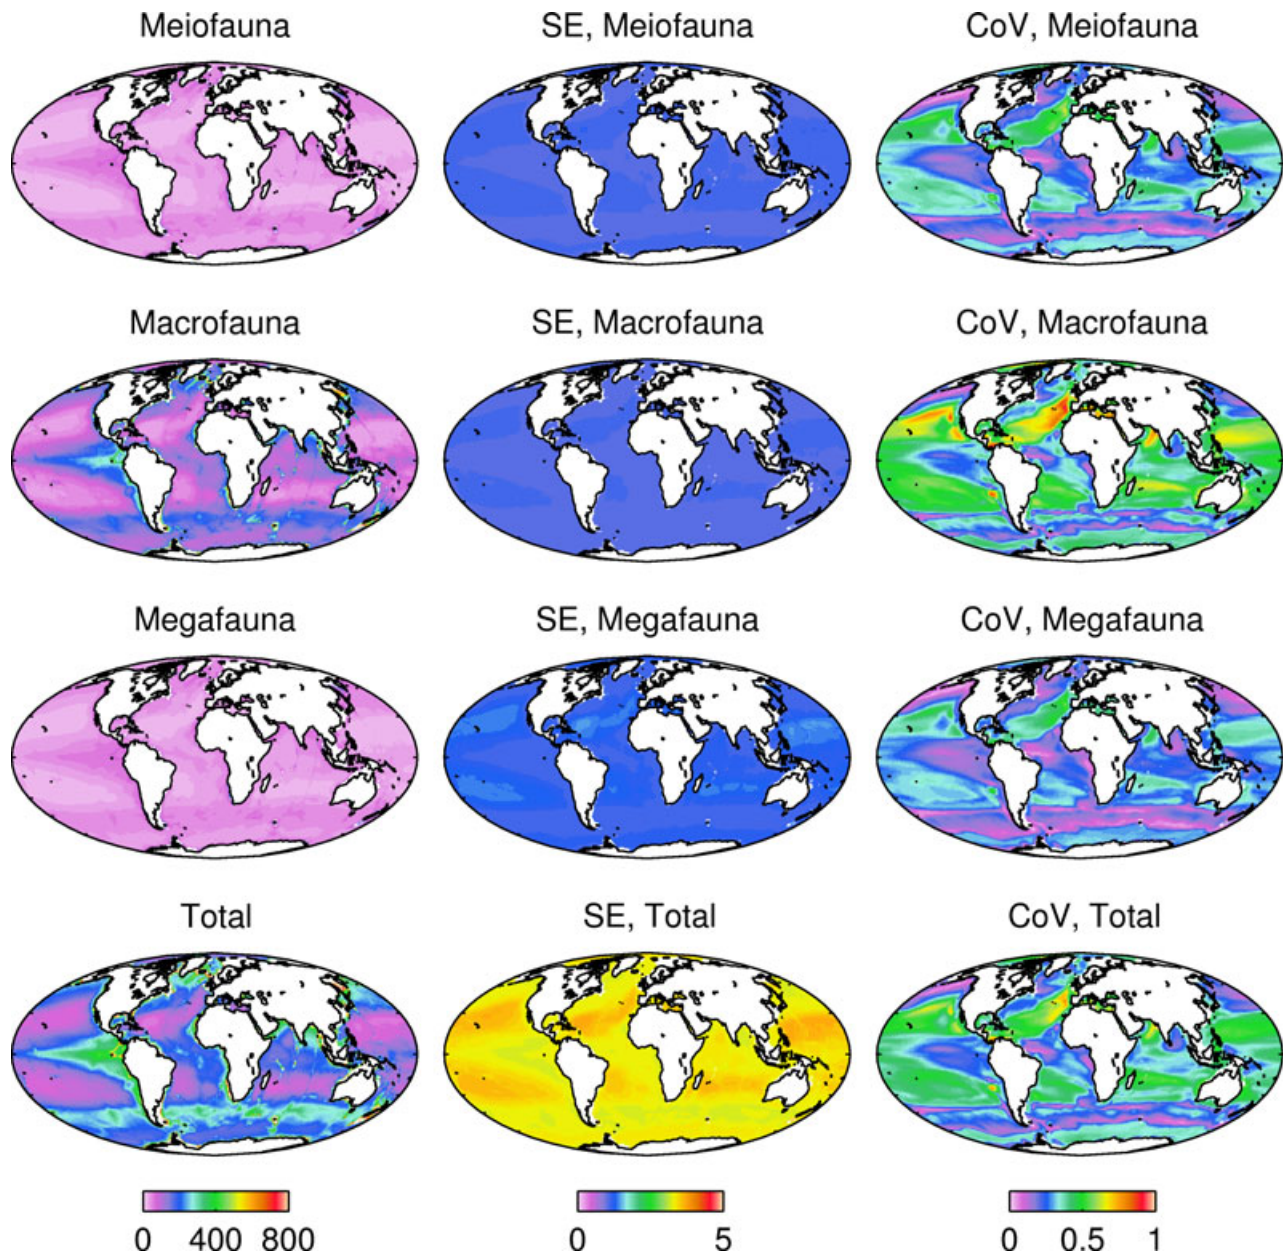 Meiofauna SE, Meiofauna CoV, Meiofauna
Macrofauna SE, Macrofauna CoV, Macrofauna
Megafauna SE, Megafauna CoV, Megafauna
Total SE, Total CoV, Total
0 400 800 0 5 0 0.5 1